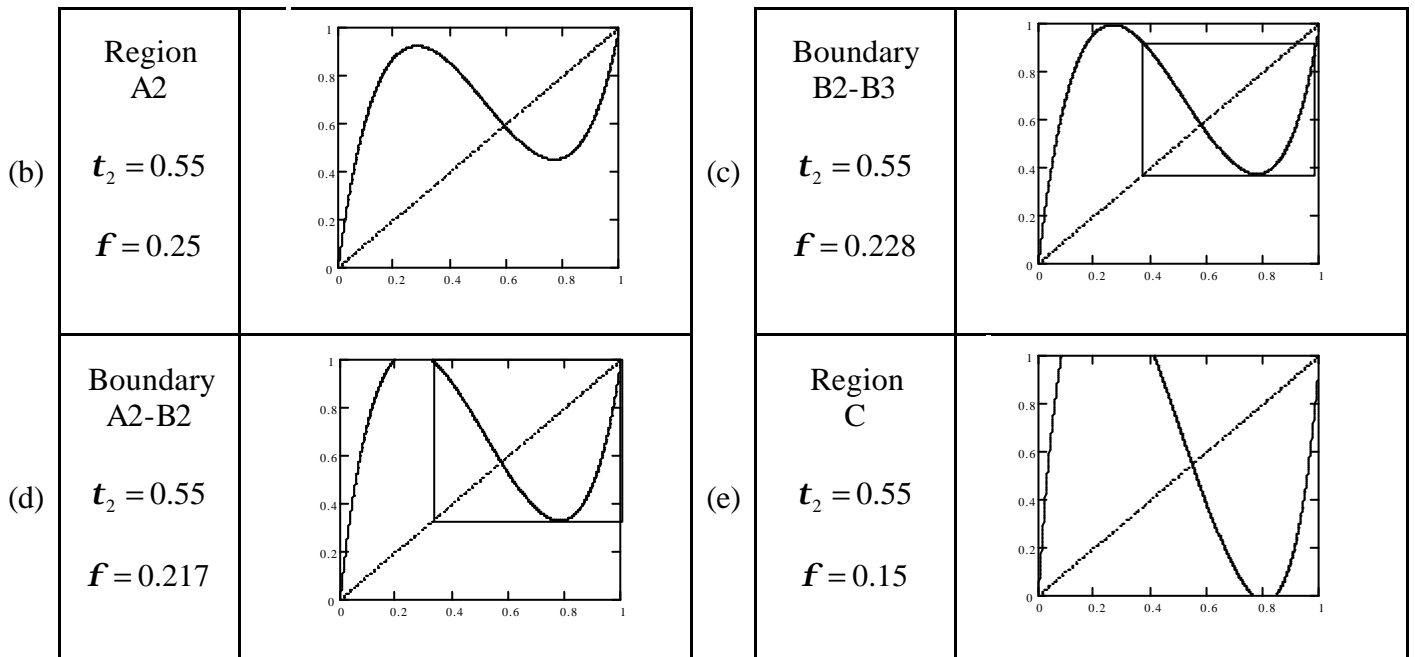 (b)
Region
A2
t₂ = 0.55
f = 0.25
1
0.8
0.6
0.4
0.2
0
0 0.2 0.4 0.6 0.8 1
(c)
Boundary
B2-B3
t₂ = 0.55
f = 0.228
1
0.8
0.6
0.4
0.2
0
0 0.2 0.4 0.6 0.8 1
(d)
Boundary
A2-B2
t₂ = 0.55
f = 0.217
1
0.8
0.6
0.4
0.2
0
0 0.2 0.4 0.6 0.8 1
(e)
Region
C
t₂ = 0.55
f = 0.15
1
0.8
0.6
0.4
0.2
0
0 0.2 0.4 0.6 0.8 1